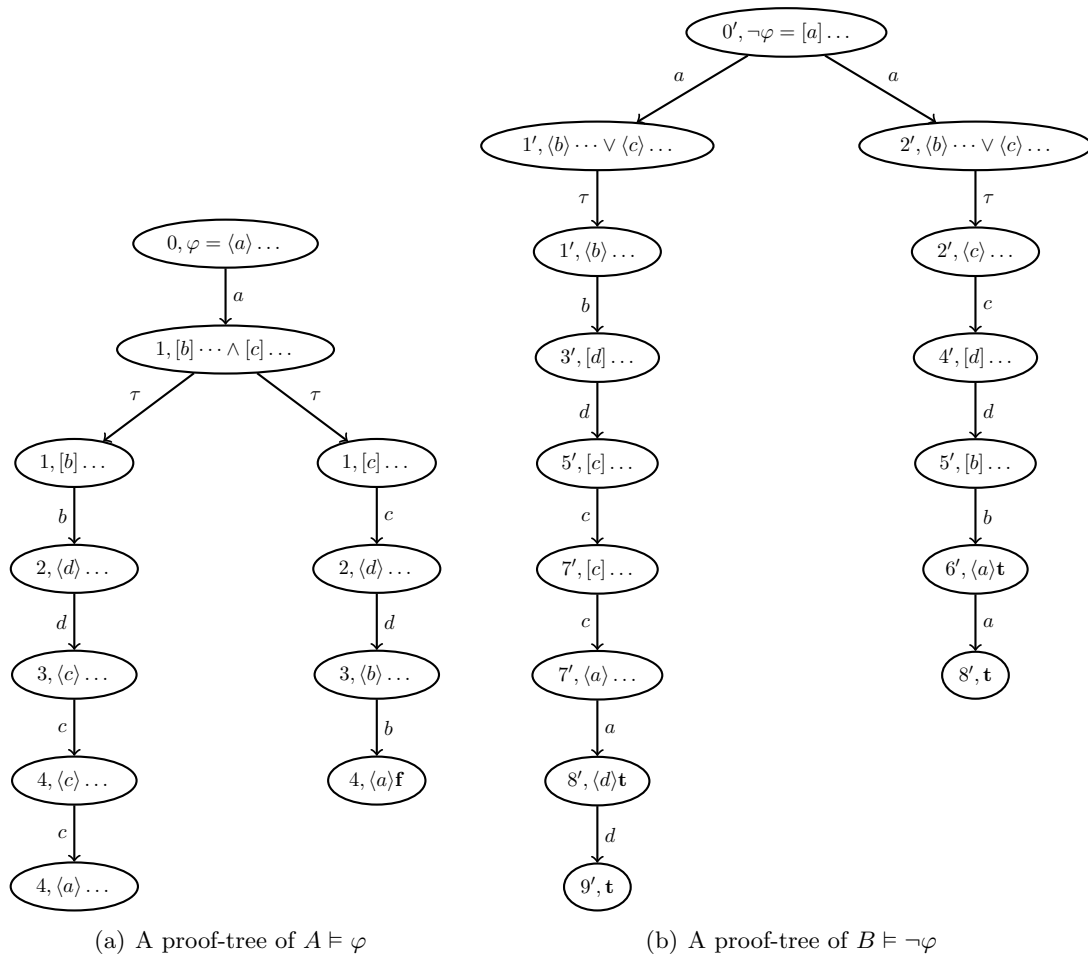 0, φ = ⟨a⟩ …
a
1, [b] ⋯ ∧ [c] …
τ τ
1, [b] … 1, [c] …
b c
2, ⟨d⟩ … 2, ⟨d⟩ …
d d
3, ⟨c⟩ … 3, ⟨b⟩ …
c b
4, ⟨c⟩ … 4, ⟨a⟩f
c
4, ⟨a⟩ …
(a) A proof-tree of A ⊨ φ
0′, ¬φ = [a] …
a a
1′, ⟨b⟩ ⋯ ∨ ⟨c⟩ … 2′, ⟨b⟩ ⋯ ∨ ⟨c⟩ …
τ τ
1′, ⟨b⟩ … 2′, ⟨c⟩ …
b c
3′, [d] … 4′, [d] …
d d
5′, [c] … 5′, [b] …
c b
7′, [c] … 6′, ⟨a⟩t
c a
7′, ⟨a⟩ … 8′, t
a
8′, ⟨d⟩t
d
9′, t
(b) A proof-tree of B ⊨ ¬φ